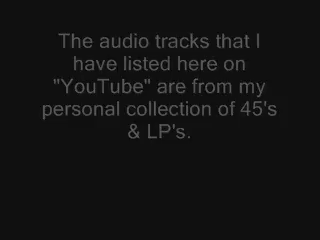 The audio tracks that I
have listed here on
"YouTube" are from my
personal collection of 45's
& LP's.